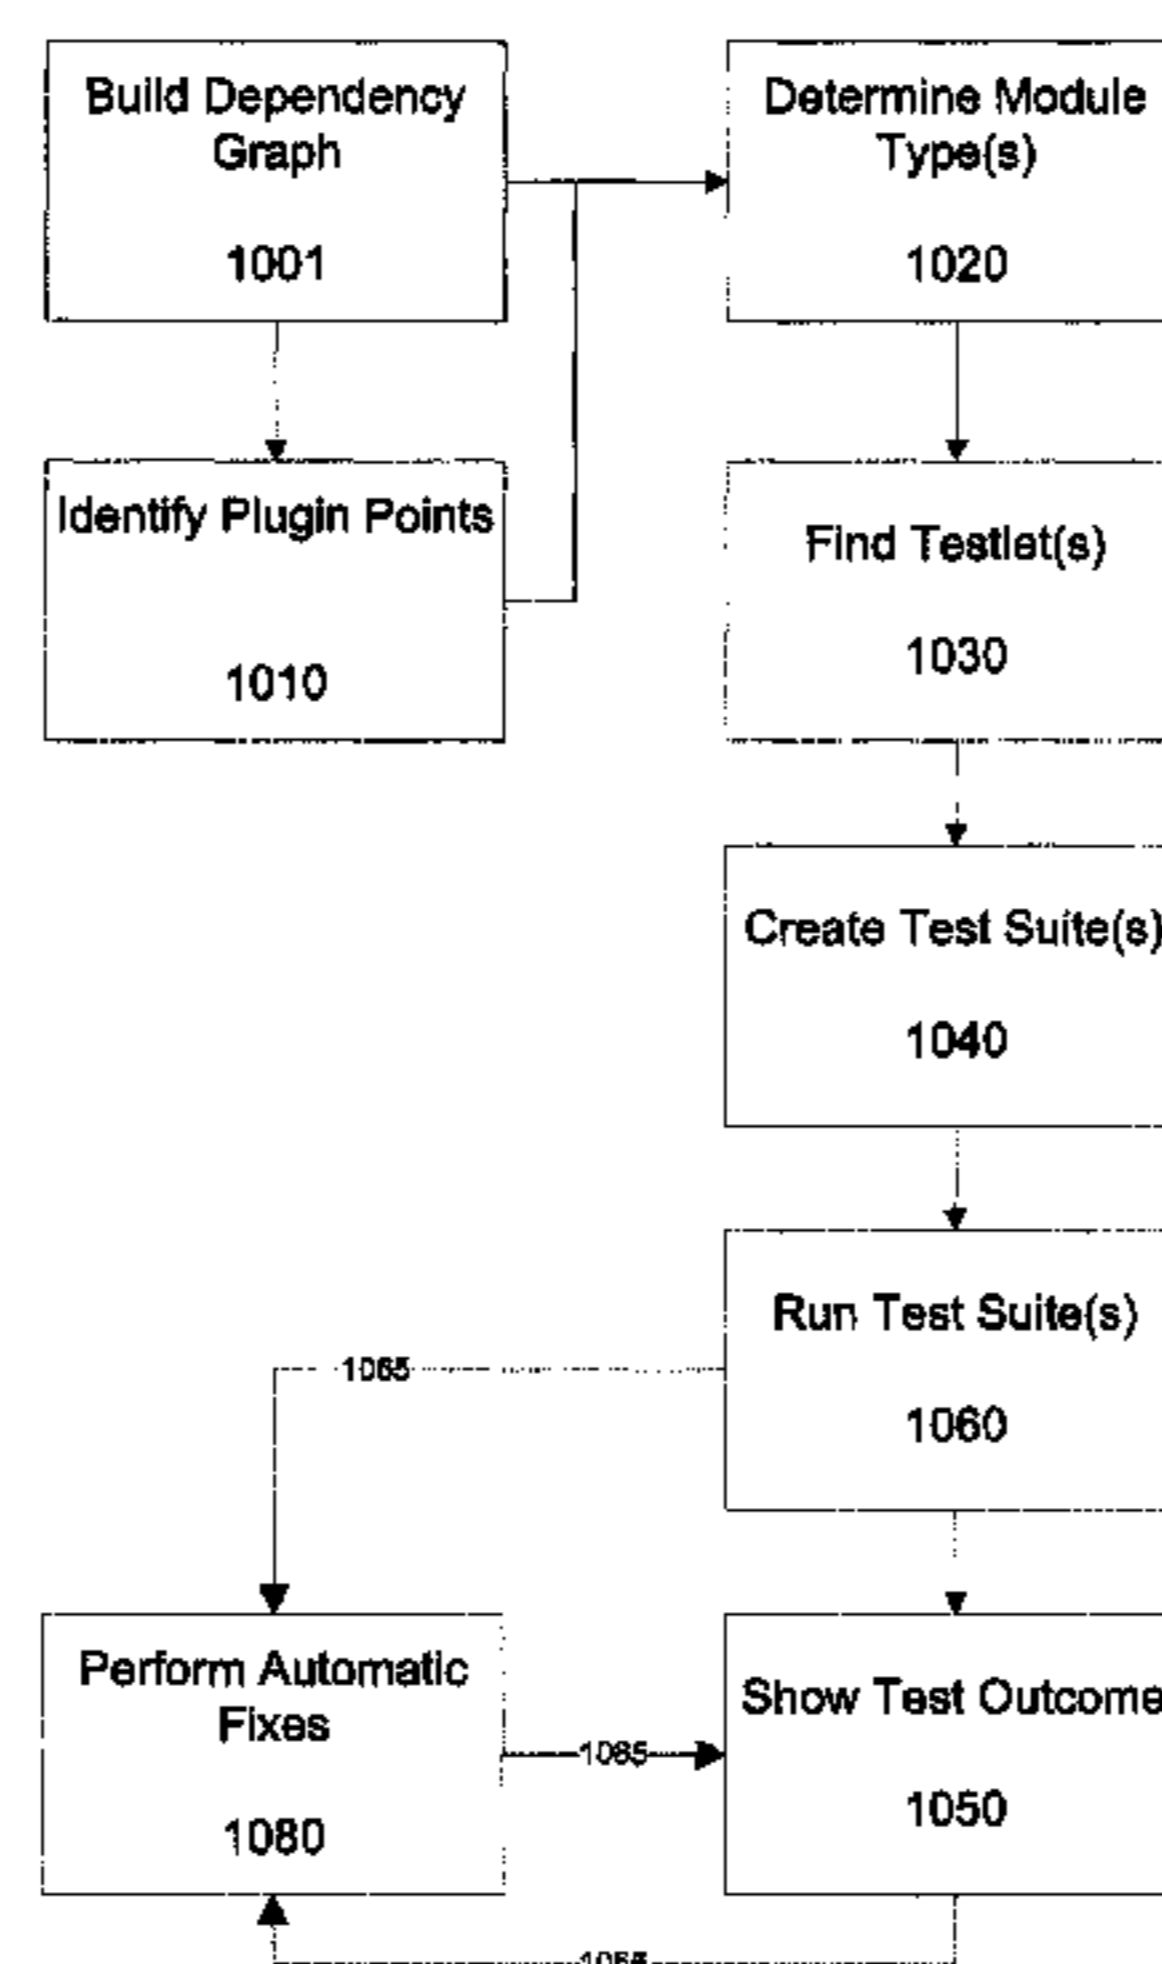 Build Dependency
Graph
1001
Determine Module
Type(s)
1020
Identify Plugin Points
1010
Find Testlet(s)
1030
Create Test Suite(s)
1040
Run Test Suite(s)
1060
1065
Perform Automatic
Fixes
1080
1085
Show Test Outcome
1050